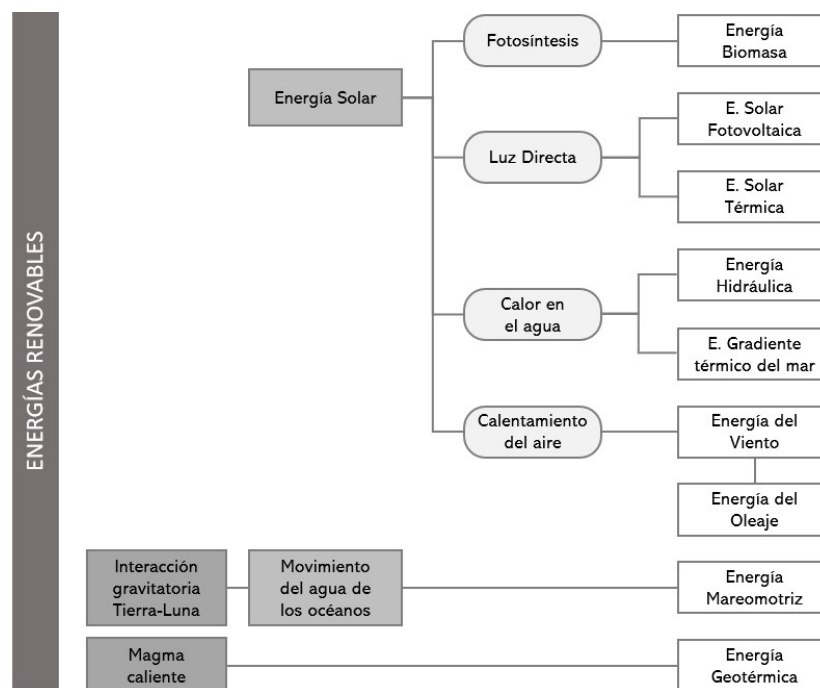 ENERGÍAS RENOVABLES
Energía Solar
Fotosíntesis
Energía
Biomasa
Luz Directa
E. Solar
Fotovoltaica
E. Solar
Térmica
Calor en
el agua
Energía
Hidráulica
E. Gradiente
térmico del mar
Calentamiento
del aire
Energía del
Viento
Energía del
Oleaje
Interacción
gravitatoria
Tierra-Luna
Movimiento
del agua de
los océanos
Energía
Mareomotriz
Magma
caliente
Energía
Geotérmica